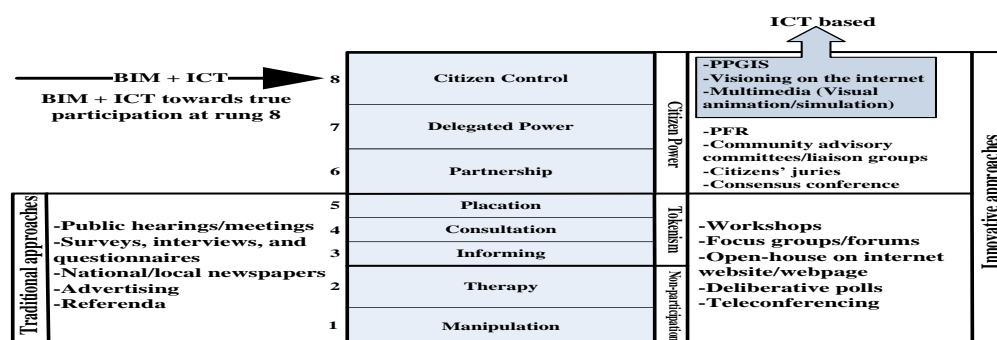 ICT based
BIM + ICT
BIM + ICT towards true
participation at rung 8
8
Citizen Control
7
Delegated Power
6
Partnership
5
Placation
4
Consultation
3
Informing
2
Therapy
1
Manipulation
Citizen Power
Tokenism
Non-participation
-PPGIS
-Visioning on the internet
-Multimedia (Visual
animation/simulation)
-PFR
-Community advisory
committees/liaison groups
-Citizens' juries
-Consensus conference
Traditional approaches
-Public hearings/meetings
-Surveys, interviews, and
questionnaires
-National/local newspapers
-Advertising
-Referenda
-Workshops
-Focus groups/forums
-Open-house on internet
website/webpage
-Deliberative polls
-Teleconferencing
Innovative approaches